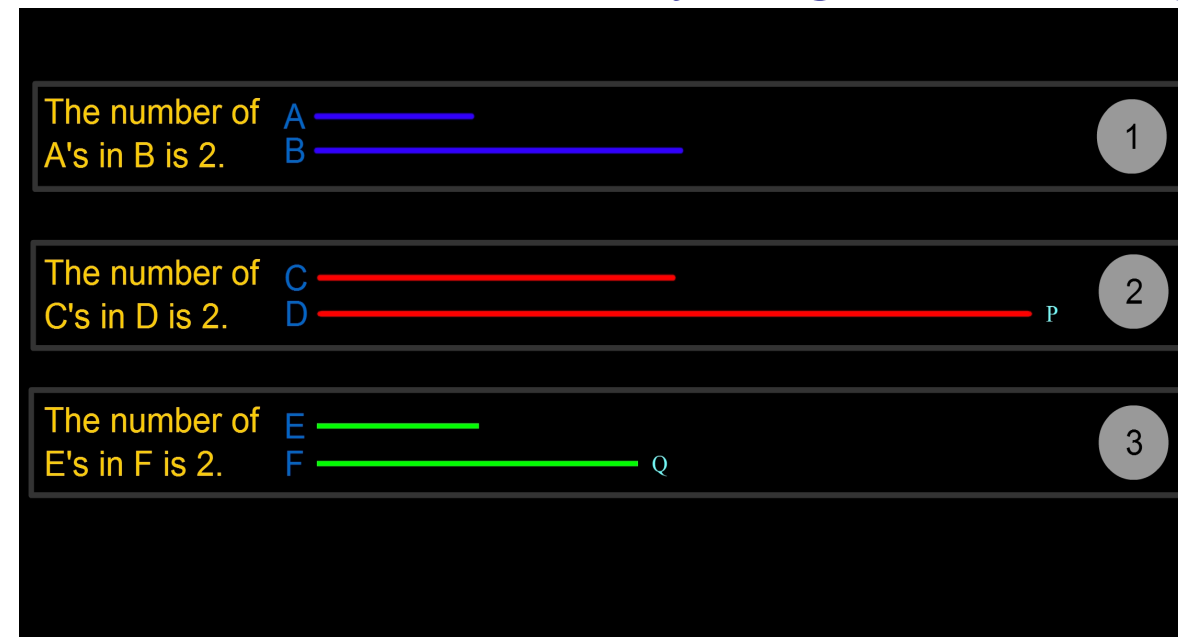 The number of
A's in B is 2.
A
B
1
The number of
C's in D is 2.
C
D
P
2
The number of
E's in F is 2.
E
F
Q
3